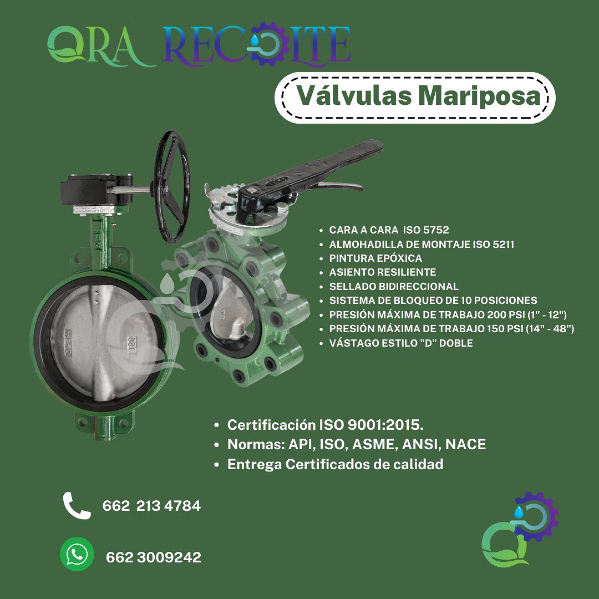 QRA RECOLTE
Válvulas Mariposa
CARA A CARA ISO 5752
ALMOHADILLA DE MONTAJE ISO 5211
PINTURA EPÓXICA
ASIENTO RESILIENTE
SELLADO BIDIRECCIONAL
SISTEMA DE BLOQUEO DE 10 POSICIONES
PRESIÓN MÁXIMA DE TRABAJO 200 PSI (1" - 12")
PRESIÓN MÁXIMA DE TRABAJO 150 PSI (14" - 48")
VÁSTAGO ESTILO "D" DOBLE
Certificación ISO 9001:2015.
Normas: API, ISO, ASME, ANSI, NACE
Entrega Certificados de calidad
662 213 4784
662 3009242